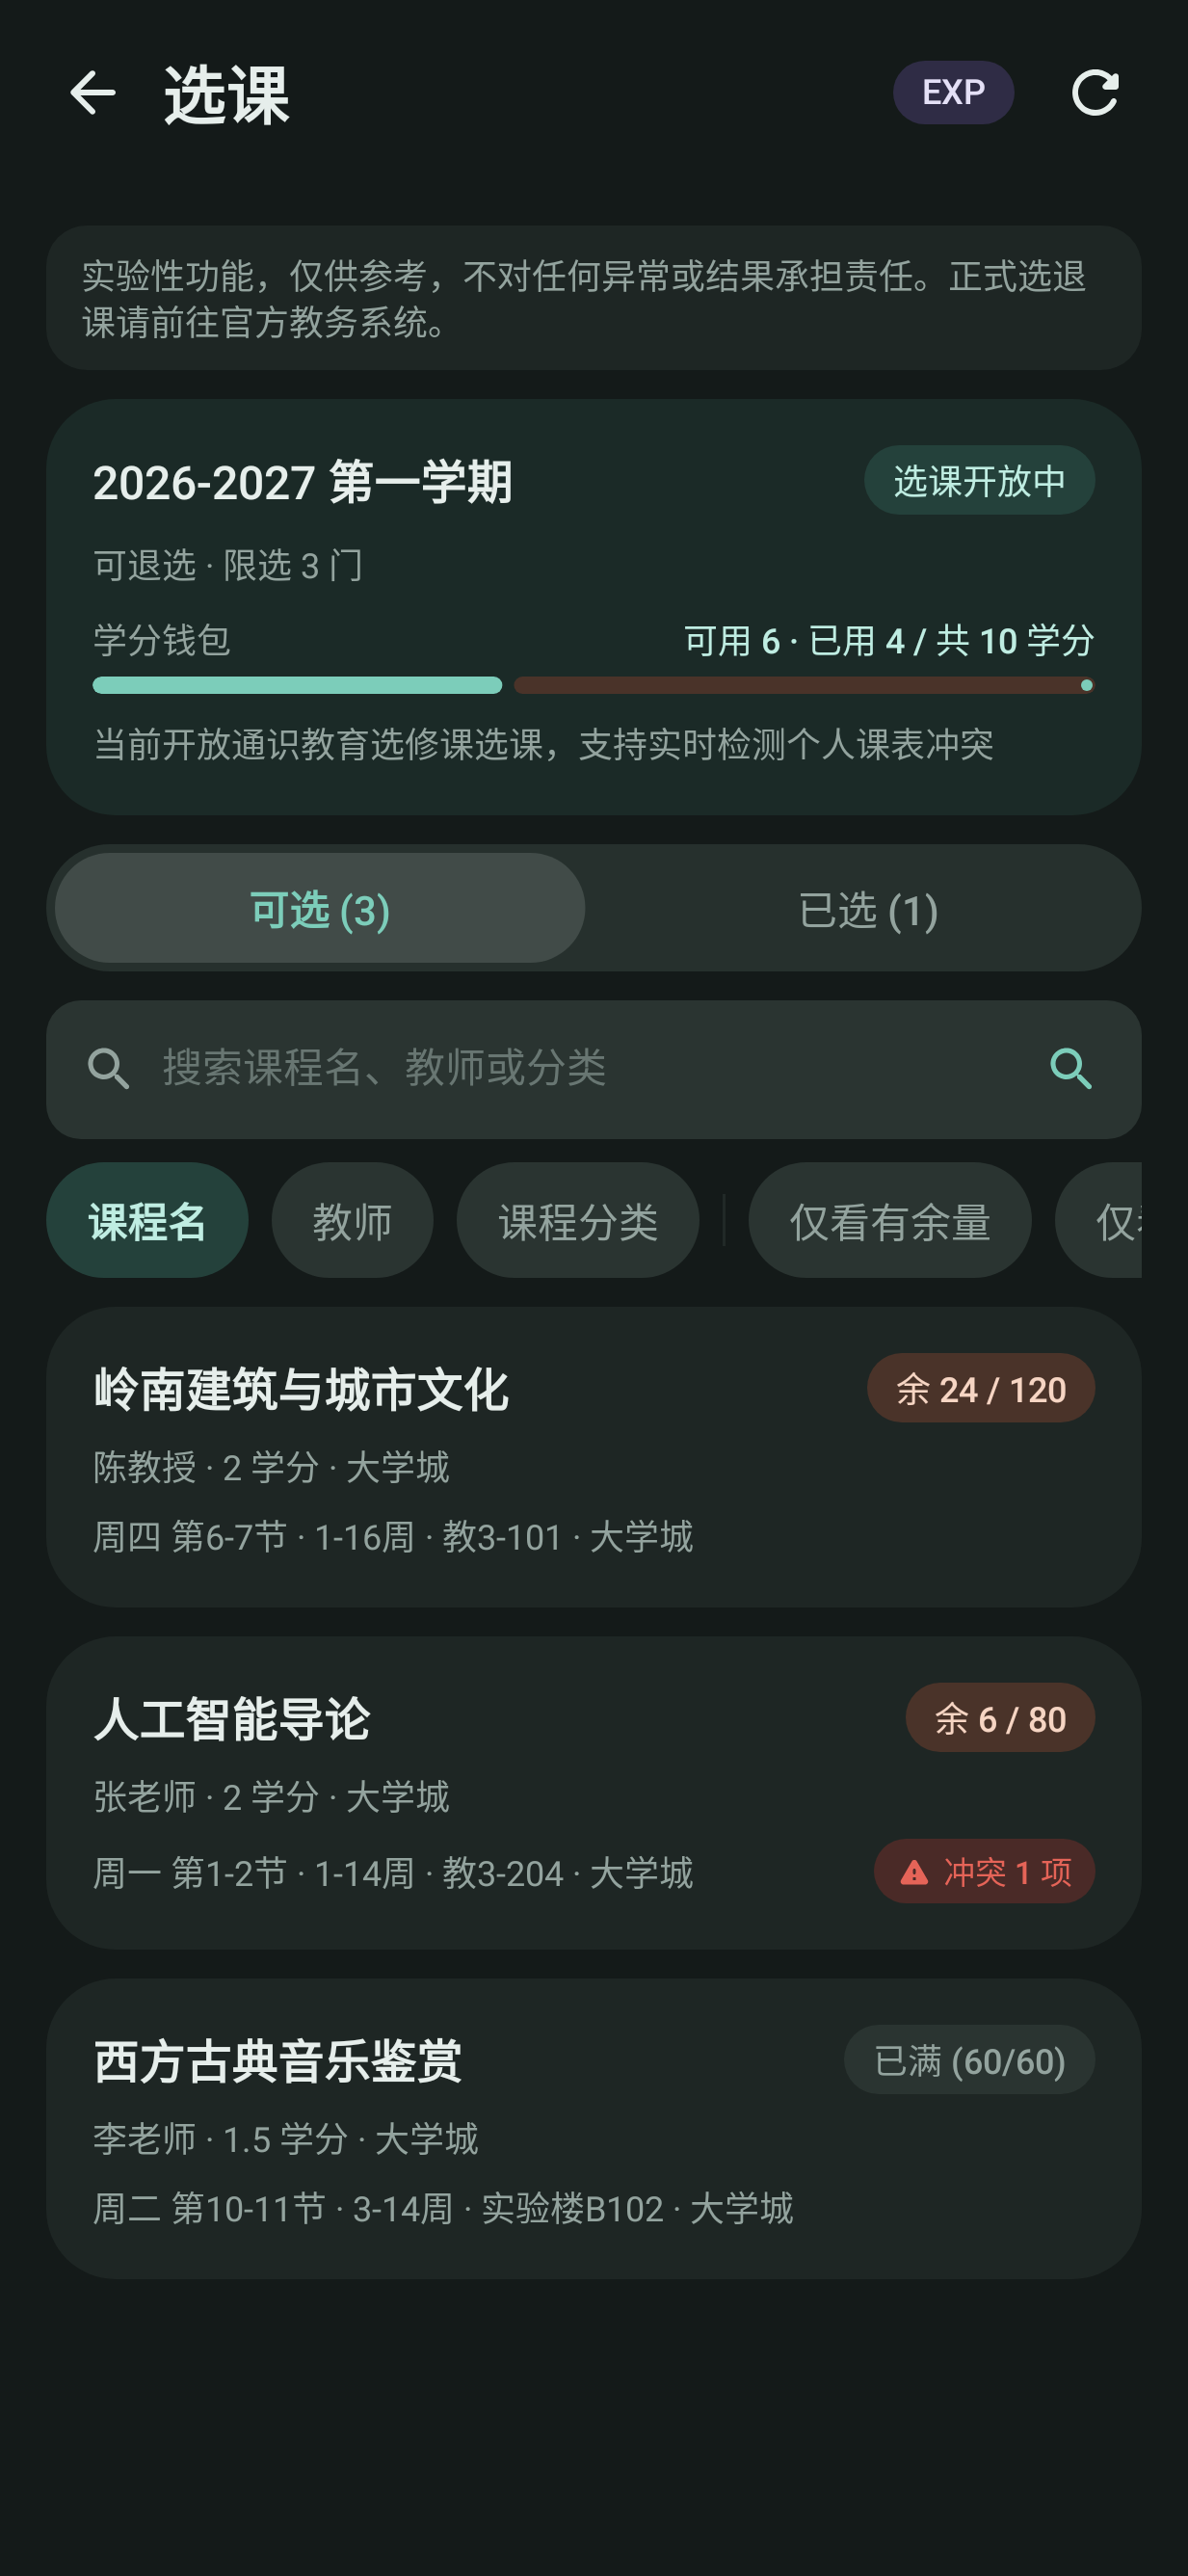 选课
EXP
实验性功能，仅供参考，不对任何异常或结果承担责任。正式选退
课请前往官方教务系统。
2026-2027 第一学期
选课开放中
可退选 · 限选 3 门
学分钱包
可用 6 · 已用 4 / 共 10 学分
当前开放通识教育选修课选课，支持实时检测个人课表冲突
可选 (3)
已选 (1)
搜索课程名、教师或分类
课程名
教师
课程分类
仅看有余量
仅
岭南建筑与城市文化
余 24 / 120
陈教授 · 2 学分 · 大学城
周四 第6-7节 · 1-16周 · 教3-101 · 大学城
人工智能导论
余 6 / 80
张老师 · 2 学分 · 大学城
周一 第1-2节 · 1-14周 · 教3-204 · 大学城
冲突 1 项
西方古典音乐鉴赏
已满 (60/60)
李老师 · 1.5 学分 · 大学城
周二 第10-11节 · 3-14周 · 实验楼B102 · 大学城